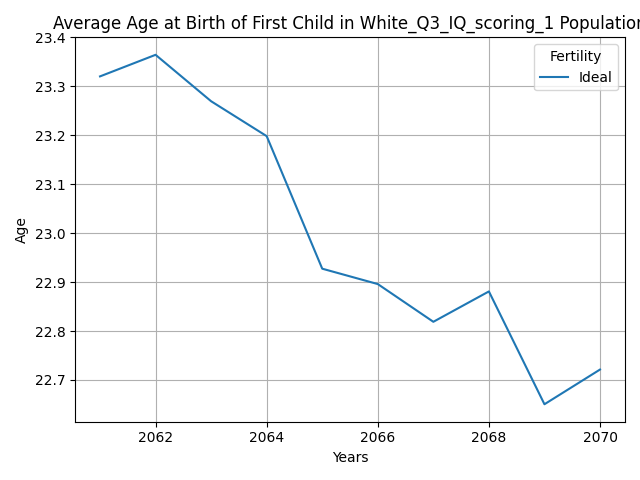 Average Age at Birth of First Child in White_Q3_IQ_scoring_1 Population
23.4
23.3
23.2
23.1
23.0
22.9
22.8
22.7
Age
Fertility
Ideal
2062 2064 2066 2068 2070
Years